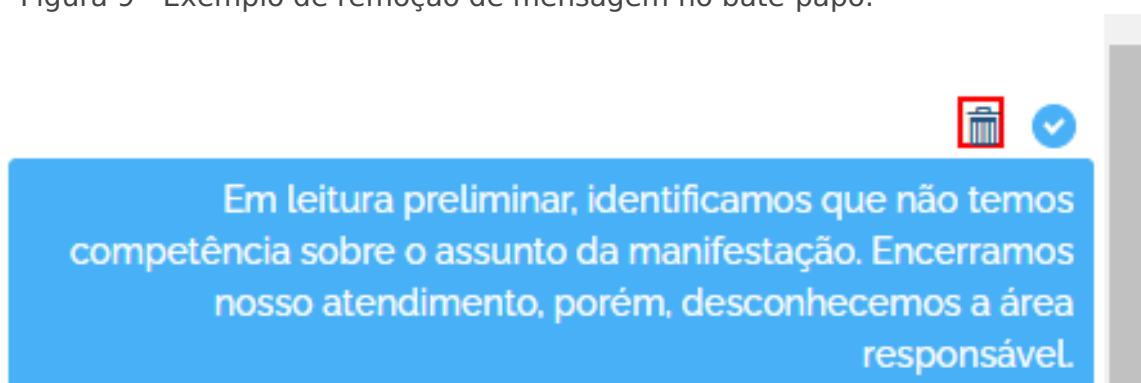 Figura 9 - Exemplo de remoção de mensagem no bate papo.
Em leitura preliminar, identificamos que não temos
competência sobre o assunto da manifestação. Encerramos
nosso atendimento, porém, desconhecemos a área
responsável.